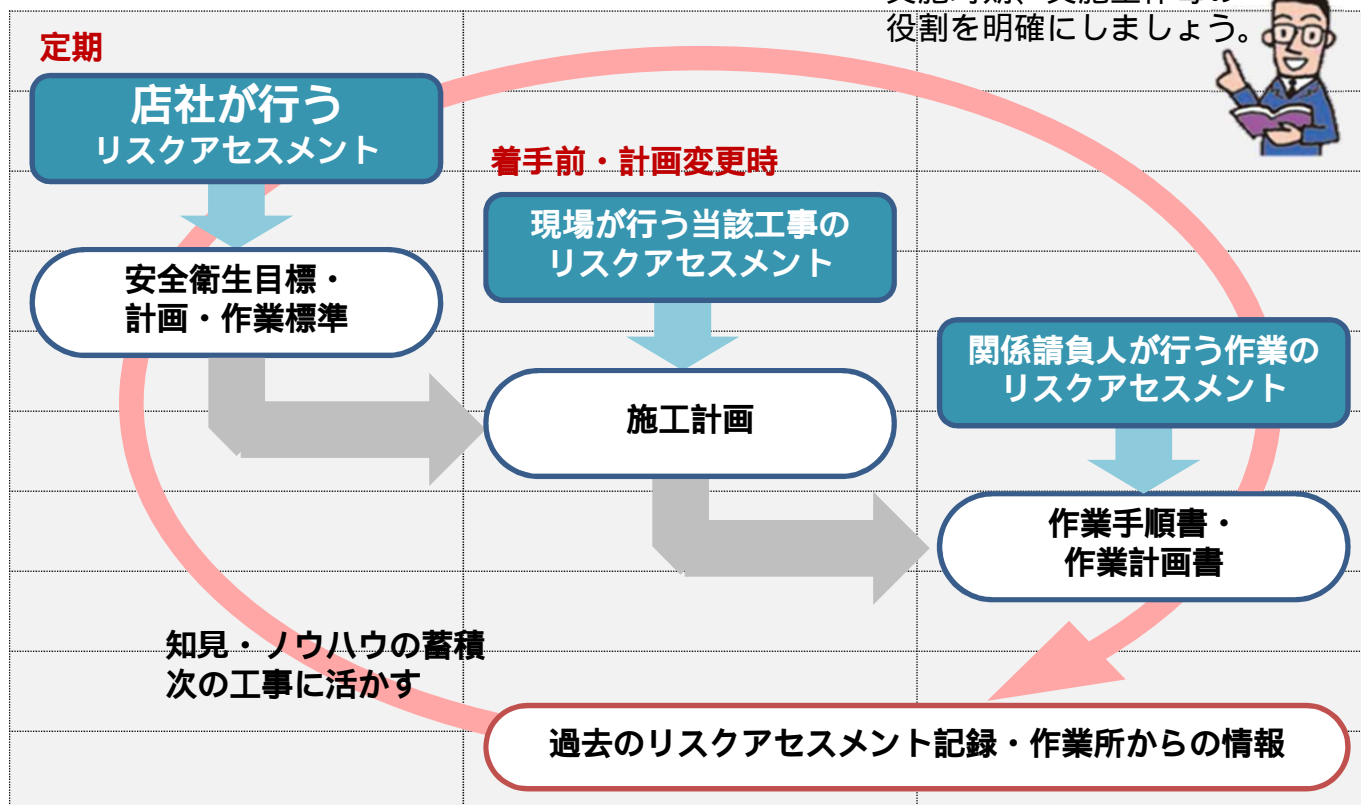 役割を明確にしましょう。
定期
店社が行う
リスクアセスメント
着手前・計画変更時
現場が行う当該工事の
リスクアセスメント
安全衛生目標・
計画・作業標準
関係請負人が行う作業の
リスクアセスメント
施工計画
作業手順書・
作業計画書
知見・ノウハウの蓄積
次の工事に活かす
過去のリスクアセスメント記録・作業所からの情報